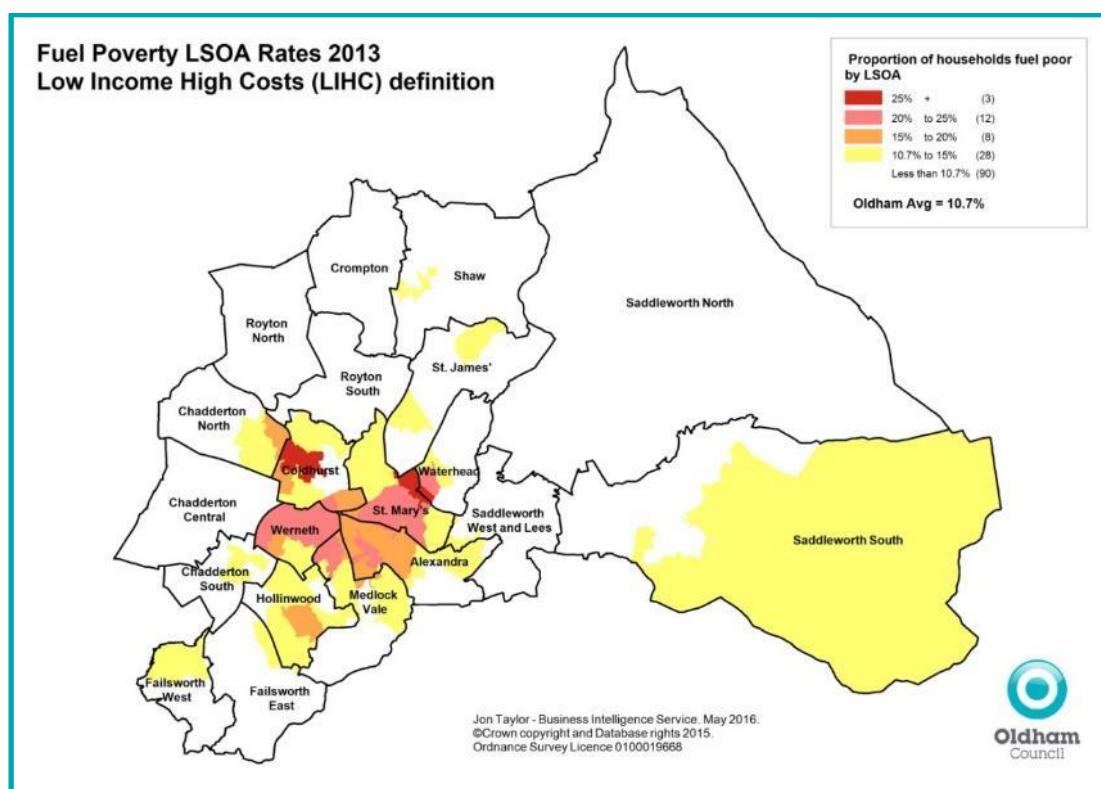 Fuel Poverty LSOA Rates 2013
Low Income High Costs (LIHC) definition
Proportion of households fuel poor
by LSOA
25% + (3)
20% to 25% (12)
15% to 20% (8)
10.7% to 15% (28)
Less than 10.7% (90)
Oldham Avg = 10.7%
Crompton
Shaw
Saddleworth North
Royton
North
Royton
South
St. James'
Chadderton
North
Coldhurst
Waterhead
Chadderton
Central
St. Mary's
Saddleworth
West and Lees
Werneth
Saddleworth South
Alexandra
Chadderton
South
Hollinwood
Medlock
Vale
Failsworth
West
Failsworth
East
Jon Taylor - Business Intelligence Service. May 2016.
©Crown copyright and Database rights 2015.
Ordnance Survey Licence 0100019668
Oldham
Council